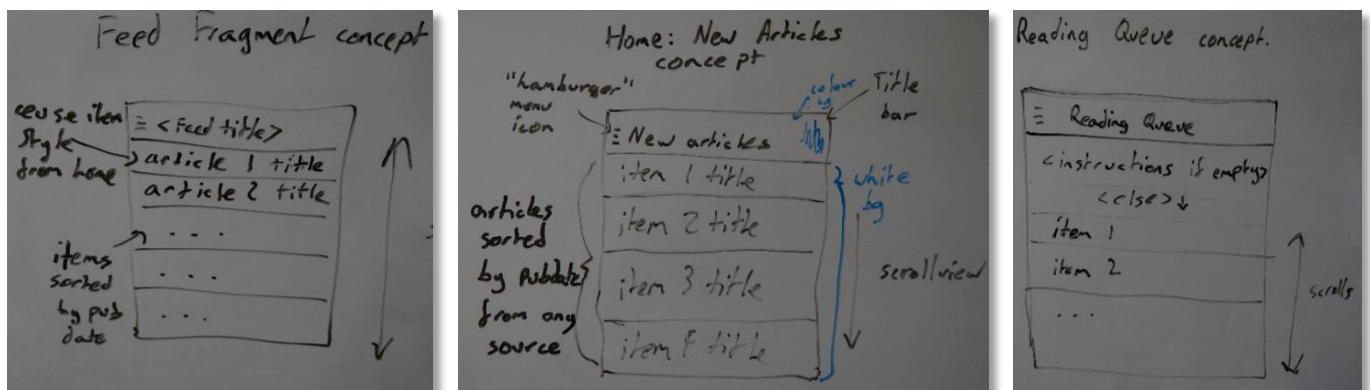 Feed Fragment concept
reuse item
style
from home
≡ <Feed title>
article 1 title
article 2 title
. . .
. . .
. . .
items
sorted
by pub
date
Home: New Articles
concept
"hamburger"
menu
icon
colour
bg
Title
bar
≡ New articles
item 1 title
item 2 title
item 3 title
item 4 title
articles
sorted
by pubdate
from any
source
white
bg
scrollview
Reading Queue concept.
≡ Reading Queue
<instructions if empty>
<else>↓
item 1
item 2
. . .
scrolls